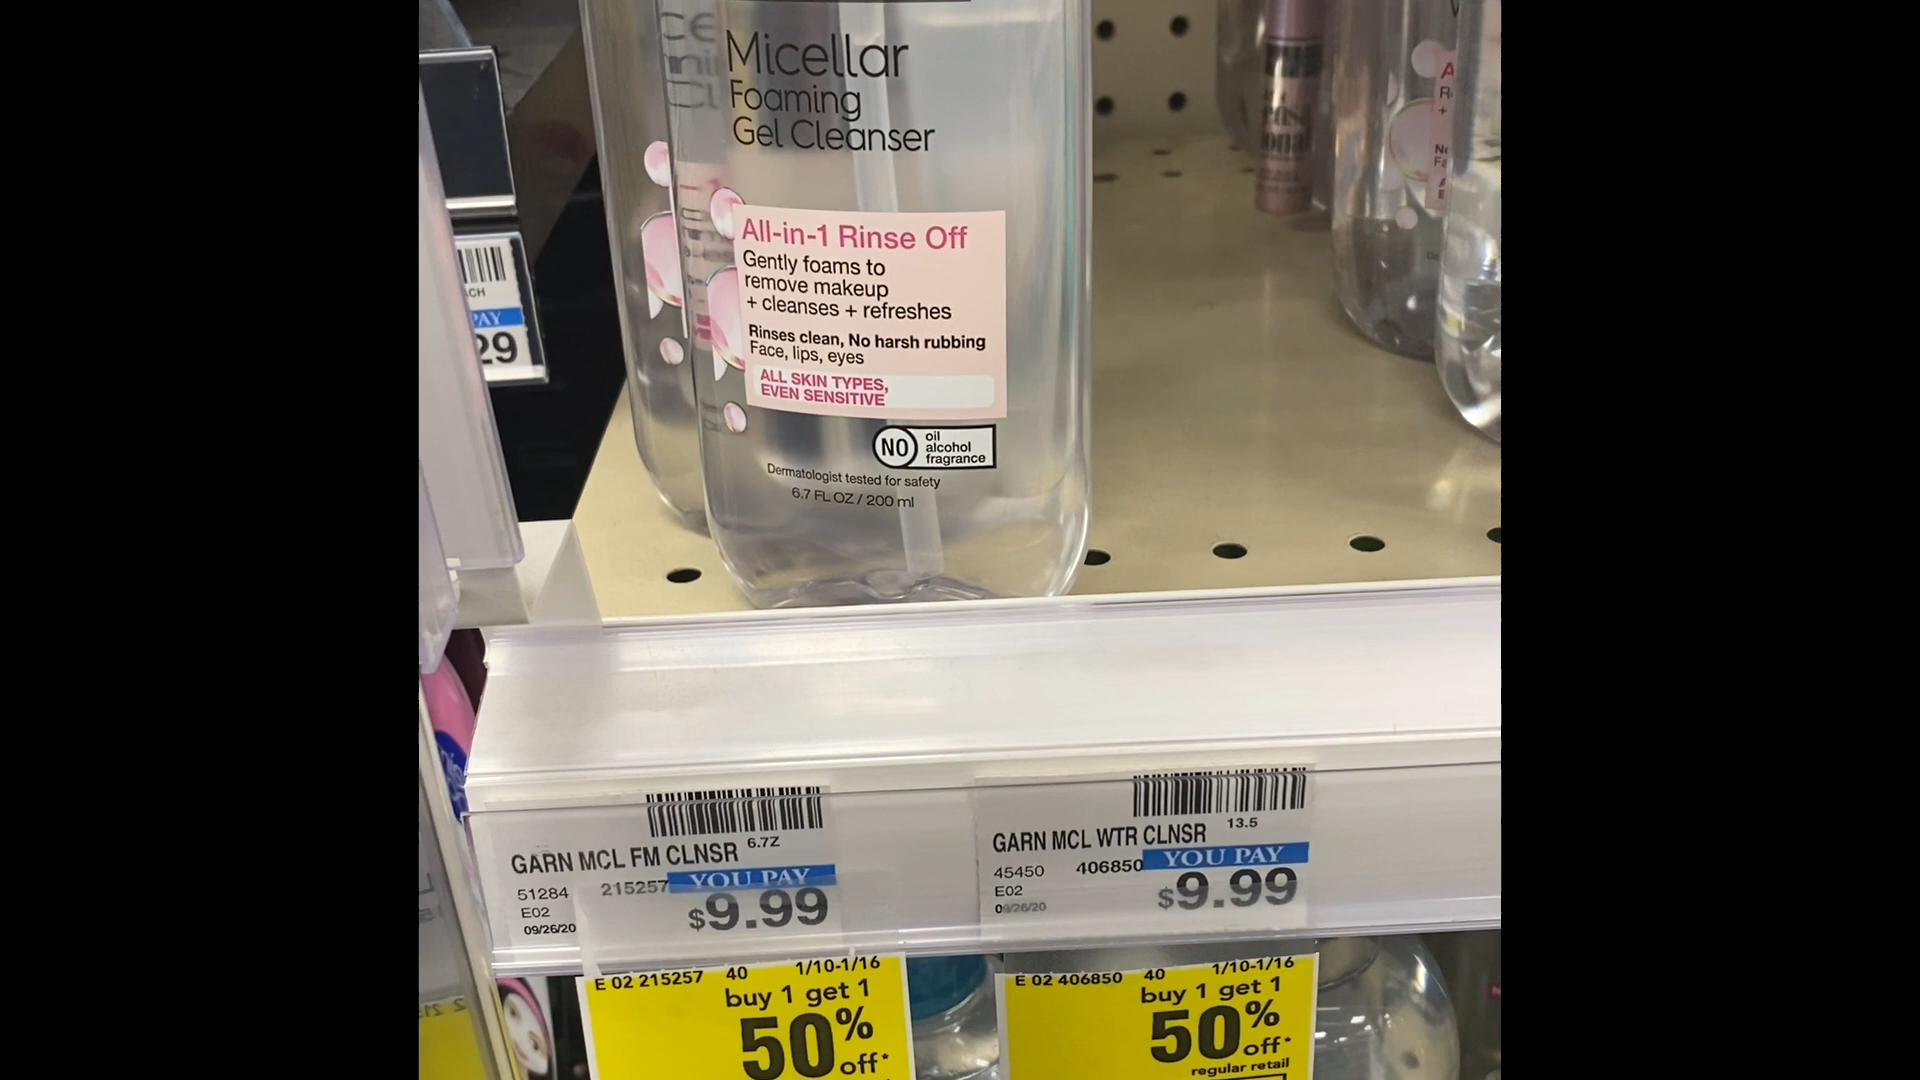 Micellar
Foaming
Gel Cleanser
All-in-1 Rinse Off
Gently foams to
remove makeup
+ cleanses + refreshes
Rinses clean, No harsh rubbing
Face, lips, eyes
ALL SKIN TYPES,
EVEN SENSITIVE
NO oil
alcohol
fragrance
Dermatologist tested for safety
6.7 FL OZ / 200 ml
PAY
29
GARN MCL FM CLNSR 6.7Z
51284 215257 YOU PAY
E02 $9.99
09/26/20
GARN MCL WTR CLNSR 13.5
45450 406850 YOU PAY
E02 $9.99
09/26/20
E 02 215257 40 1/10-1/16
buy 1 get 1
50%
off*
E 02 406850 40 1/10-1/16
buy 1 get 1
50%
off*
regular retail